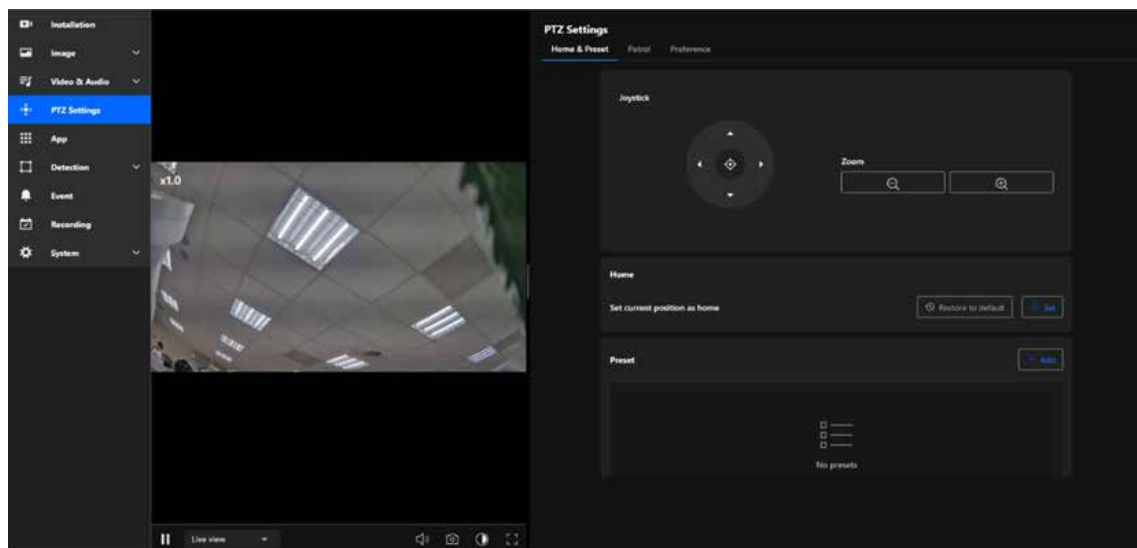 Installation
Image
Video & Audio
PTZ Settings
App
Detection
Event
Recording
System
x1.0
Live view
PTZ Settings
Home & Preset Patrol Preference
Joystick
Zoom
Home
Set current position as home
Restore to default
Set
Preset
Add
No presets